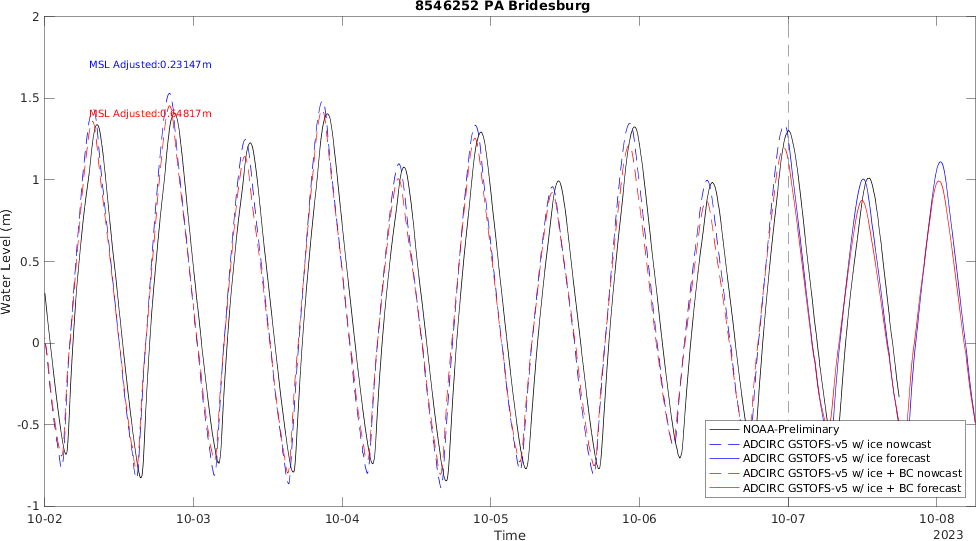 8546252 PA Bridesburg
2
1.5
1
0.5
0
-0.5
-1
Water Level (m)
MSL Adjusted:0.23147m
MSL Adjusted:0.64817m
NOAA-Preliminary
ADCIRC GSTOFS-v5 w/ ice nowcast
ADCIRC GSTOFS-v5 w/ ice forecast
ADCIRC GSTOFS-v5 w/ ice + BC nowcast
ADCIRC GSTOFS-v5 w/ ice + BC forecast
10-02 10-03 10-04 10-05 10-06 10-07 10-08
Time
2023